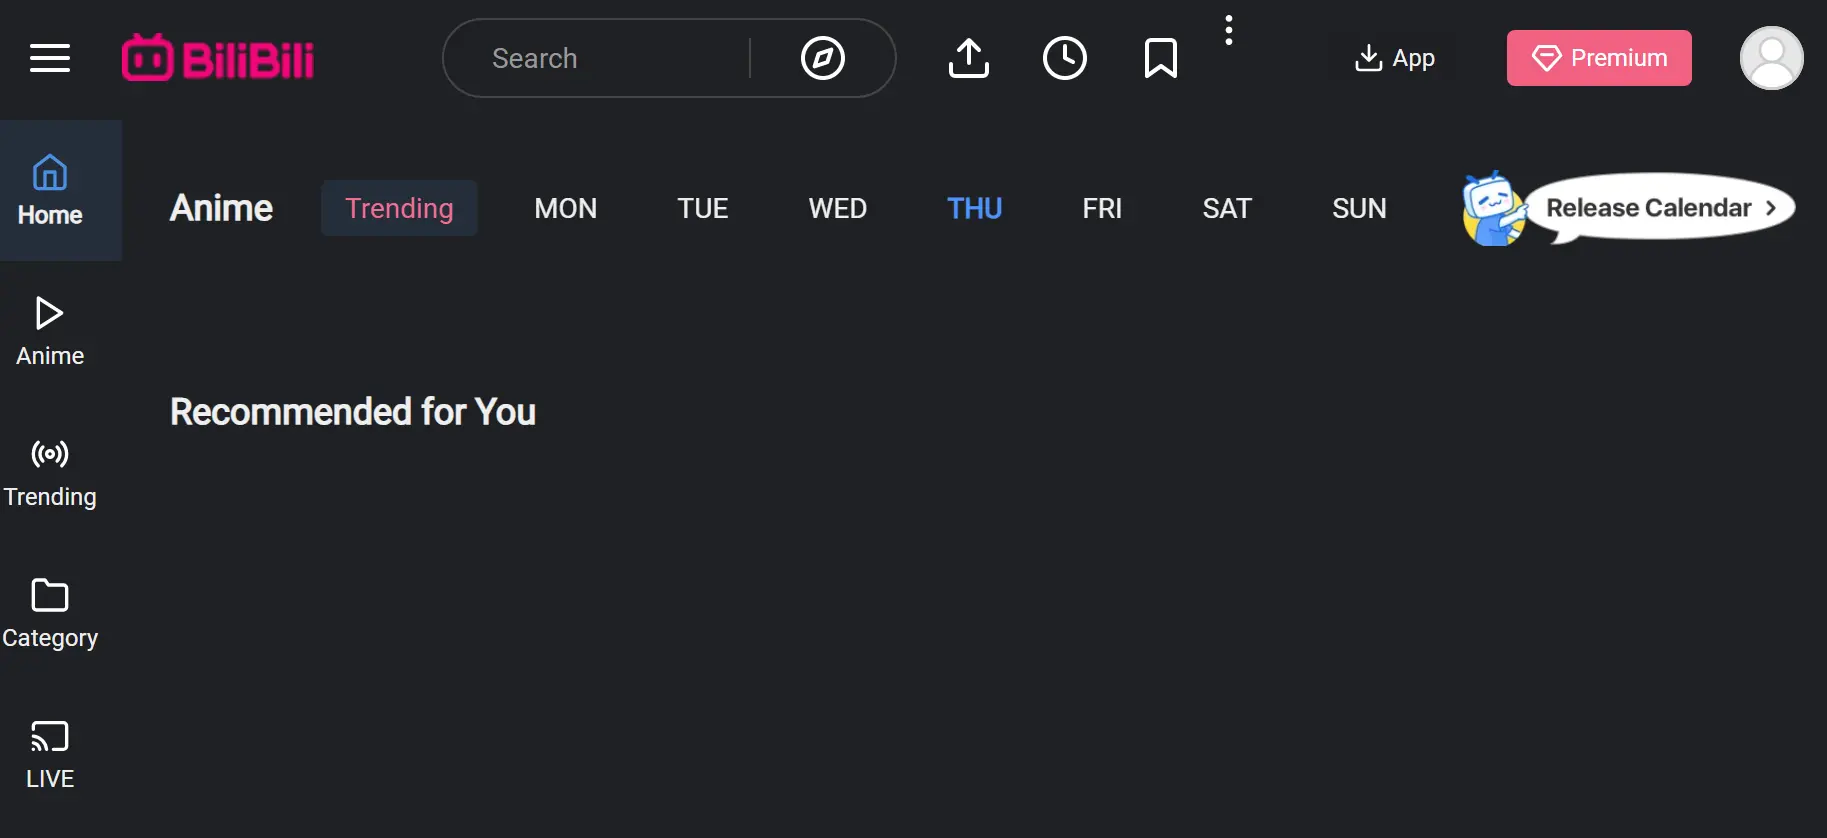 BiliBili
Search
App
Premium
Home
Anime
Trending
MON
TUE
WED
THU
FRI
SAT
SUN
Release Calendar
Anime
Recommended for You
Trending
Category
LIVE